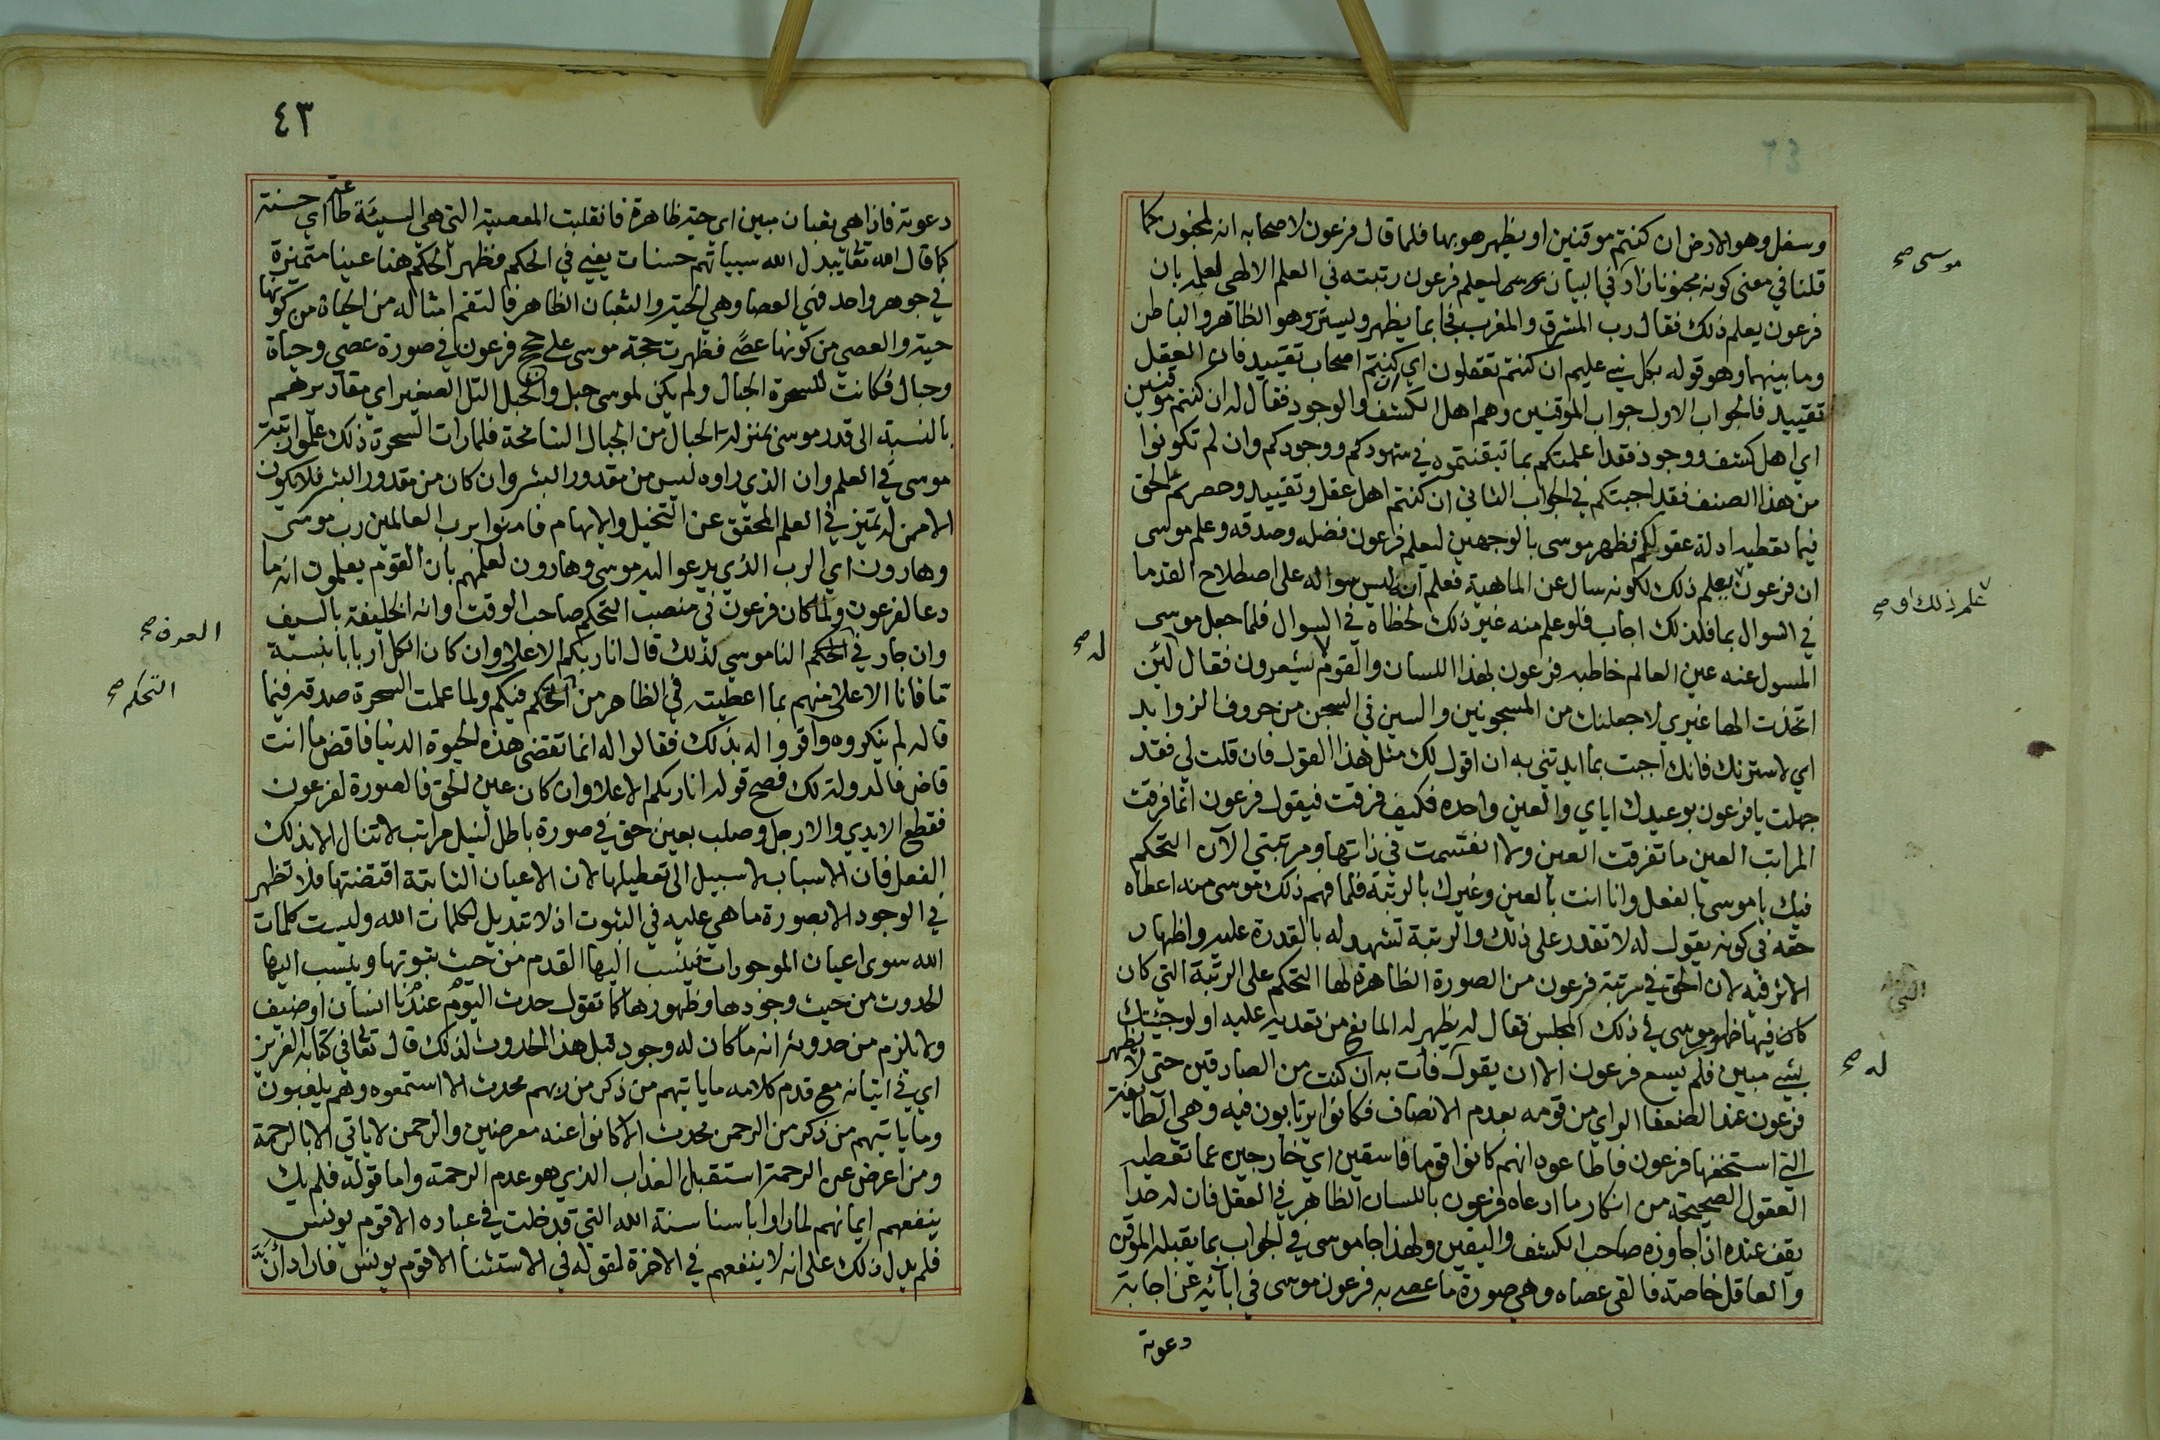 وسفل وهو الارض ان كنتم موقنين او يظهر هو بها فلما قال فرعون لاصحابه انه لمجنون كما
قلنا في معنى كونه مجنونا زاد في البيان موسى ليعلم فرعون رتبته في العلم الالهي لعلمه بان
فرعون يعلم ذلك فقال رب المشرق والمغرب فجا بما يظهر ويستر وهو الظاهر والباطن
وما بينهما وهو قوله بكل شي عليم ان كنتم تعقلون اي كنتم اصحاب تقييد فان العقل
تقييد فالجواب الاول جواب الموقنين وهم اهل الكشف والوجود فقال له ان كنتم موقنين
اي اهل كشف ووجود فقد اعلمتكم بما تيقنتموه في شهودكم ووجودكم وان لم تكونوا
من هذا الصنف فقد اجبتكم في الجواب الثاني ان كنتم اهل عقل وتقييد وحصرتم الحق
فيما يعطيه ادلة عقولكم فظهر موسى بالوجهين ليعلم فرعون فضله وصدقه وعلم موسى
ان فرعون يعلم ذلك لكونه سال عن الماهية فعلم انه ليس سواله على اصطلاح القدما
في السوال بما فلذلك اجاب فلو علم منه غير ذلك لخطاه في السوال فلما جعل موسى
المسول عنه عين العالم خاطبه فرعون بهذا اللسان والقوم لا يشعرون فقال لئن
اتخذت الها غيري لاجعلنك من المسجونين والسين في السجن من حروف الزوايد
اي لاسترنك فانك اجبت بما ايدتني به ان اقول لك مثل هذا القول فان قلت لي فقد
جهلت يا فرعون بوعيدك اياي والعين واحده فكيف فرقت فيقول فرعون انما فرقت
المراتب العين ما تفرقت العين ولا انقسمت في ذاتها ومرتبتي الآن التحكم
فيك يا موسى بالفعل وانا انت بالعين وغيرك بالرتبة فلما فهم ذلك موسى منه اعطاه
حقه في كونه يقول له لا تقدر على ذلك والرتبة تشهد له بالقدرة عليه واظهار
الاثر فيه لان الحق في مرتبة فرعون من الصورة الظاهرة لها التحكم على الرتبة التي كان
كان فيها ظهور موسى في ذلك المجلس فقال له يظهر له المانع من تعديه عليه اولو جئتك
بشي مبين فلم يسع فرعون الا ان يقول فأت به ان كنت من الصادقين حتى لا يظهر
فرعون عند الضعفا الراي من قومه بعدم الانصاف فكانوا يرتابون فيه وهي الطايفة
التي استخفها فرعون فاطاعوه انهم كانوا قوما فاسقين اي خارجين عما تعطيه
العقول الصحيحة من انكار ما ادعاه فرعون باللسان الظاهر في العقل فان له حدا
يقف عنده اذا جاوزه صاحب الكشف واليقين ولهذا جا موسى في الجواب بما يقبله الموقن
والعاقل خاصة فالقى عصاه وهي صورة ما عصى به فرعون موسى في ابآئه عن اجابة
دعوته
موسى صح
علم ذلك او صح
له صح
له صح
٤٣
دعوته فاذا هي ثعبان مبين اي حية ظاهرة فانقلبت المعصية التي هي السيئة طاعة اي حسنة
كما قال الله تعا يبدل الله سيياتهم حسنات يعني في الحكم فظهر الحكم هنا عينا متميزة
في جوهر واحد فهي العصا وهي الحية والثعبان الظاهر فالتقم امثاله من الحياة من كونها
حية والعصي من كونها عصى فظهرت حجة موسى على حجج فرعون في صورة عصي وحياة
وحبال فكانت للسحرة الحبال ولم يكن لموسى حبل والحبل التل الصغير اي مقاديرهم
بالنسبة الى قدر موسى بمنزلة الحبال من الجبال الشامخة فلما رات السحرة ذلك علموا رتبة
موسى في العلم وان الذي راوه ليس من مقدور البشر وان كان من مقدور البشر فلا يكون
الا ممن له تميز في العلم المحقق عن التخيل والايهام فامنوا برب العالمين رب موسى
وهارون اي الرب الذي يدعوا اليه موسى وهارون لعلمهم بان القوم يعلمون انه ما
دعا لفرعون ولما كان فرعون في منصب التحكم صاحب الوقت وانه الخليفة بالسيف
وان جار في الحكم الناموسي لذلك قال انا ربكم الاعلى وان كان الكل اربابا بنسبة
ما فانا الاعلى منهم بما اعطيته في الظاهر من الحكم فيكم ولما علمت السحرة صدقه فيما
قاله لم ينكروه واقروا له بذلك فقالوا له انما تقضي هذه الحيوة الدنيا فاقض ما انت
قاض فالدولة لك فصح قوله انا ربكم الاعلا وان كان عين الحق فالصورة لفرعون
فقطع الايدي والارجل وصلب بعين حق في صورة باطل لنيل مراتب لا تنال الا بذلك
الفعل فان الاسباب لا سبيل الى تعطيلها لان الاعيان الثابتة اقتضتها فلا تظهر
في الوجود الا بصورة ما هي عليه في الثبوت اذ لا تبديل لكلمات الله وليست كلمات
الله سوى اعيان الموجودات فينسب اليها القدم من حيث ثبوتها وينسب اليها
الحدوث من حيث وجودها وظهورها كما تقول حدث اليوم عندنا انسان او ضيف
ولا يلزم من حدوثه انه ما كان له وجود قبل هذا الحدوث لذلك قال تعا في كتابه العزيز
اي في اتيانه مع قدم كلامه ما ياتيهم من ذكر من ربهم محدث الا استمعوه وهم يلعبون
وما ياتيهم من ذكر من الرحمن محدث الا كانوا عنه معرضين والرحمن لا ياتي الا بالرحمة
ومن اعرض عن الرحمة استقبل العذاب الذي هو عدم الرحمة واما قوله فلم يك
ينفعهم ايمانهم لما راوا باسنا سنة الله التي قد خلت في عباده الا قوم يونس
فلم يدل ذلك على انه لا ينفعهم في الاخرة لقوله في الاستثنا الا قوم يونس فاراد أنَّ
العرف صح
التحكم صح